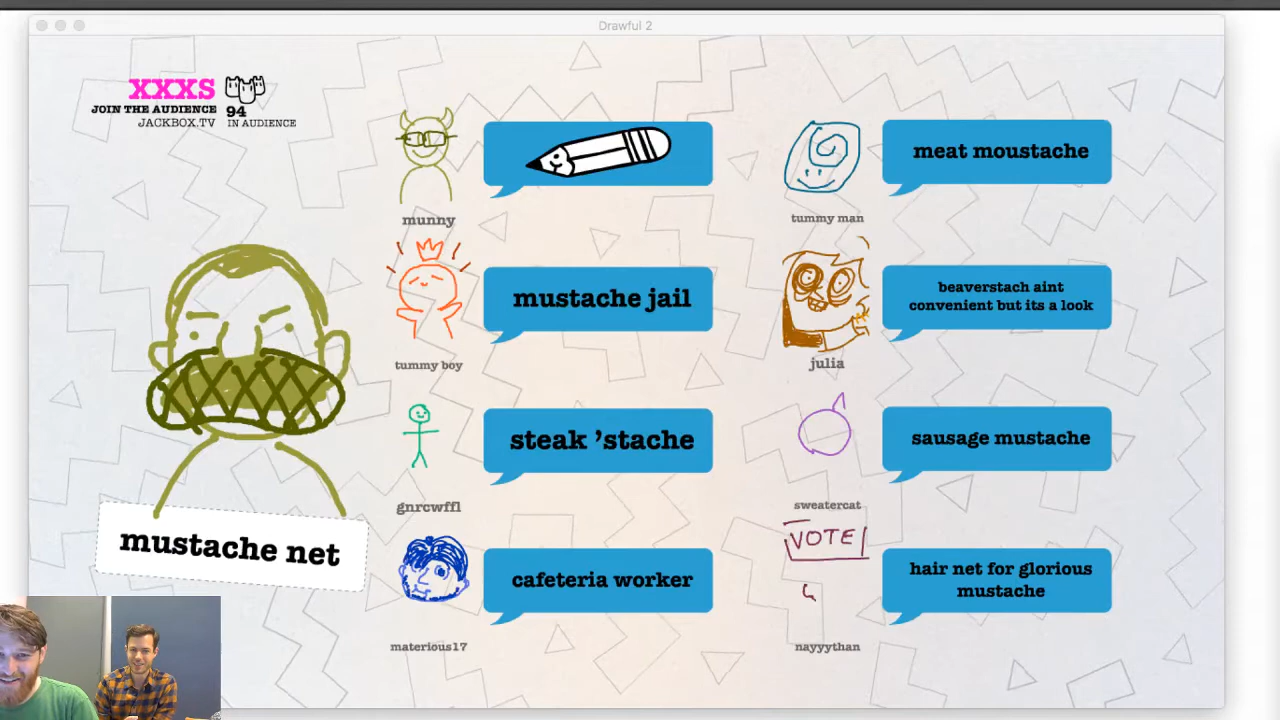 Drawful 2
XXXS
JOIN THE AUDIENCE
JACKBOX.TV
94
IN AUDIENCE
munny
meat moustache
tummy man
mustache jail
tummy boy
beaverstach aint
convenient but its a look
julia
steak ’stache
gnrcwffl
sausage mustache
sweatercat
mustache net
cafeteria worker
materious17
VOTE
hair net for glorious
mustache
nayyythan